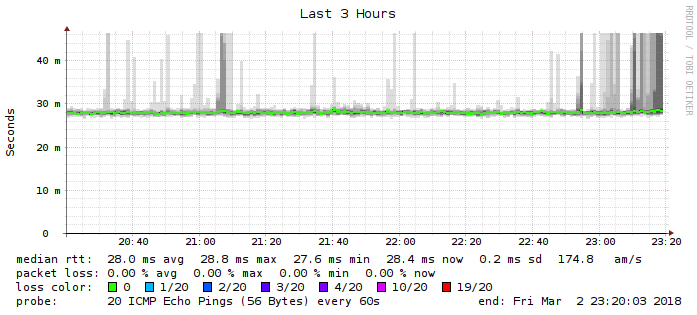 Last 3 Hours
RRDTOOL / TOBI OETIKER
Seconds
40 m
30 m
20 m
10 m
0
20:40 21:00 21:20 21:40 22:00 22:20 22:40 23:00 23:20
median rtt: 28.0 ms avg 28.8 ms max 27.6 ms min 28.4 ms now 0.2 ms sd 174.8 am/s
packet loss: 0.00 % avg 0.00 % max 0.00 % min 0.00 % now
loss color: 0 1/20 2/20 3/20 4/20 10/20 19/20
probe: 20 ICMP Echo Pings (56 Bytes) every 60s end: Fri Mar 2 23:20:03 2018